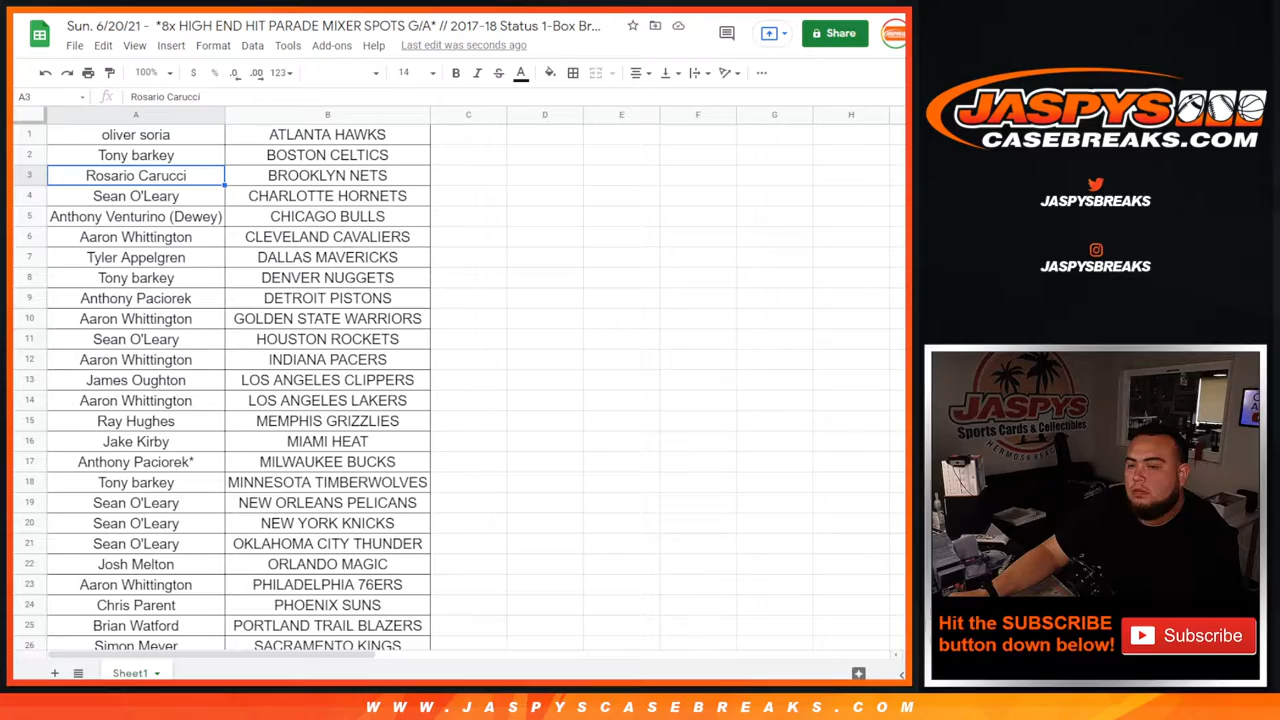 Sun. 6/20/21 - *8x HIGH END HIT PARADE MIXER SPOTS G/A* // 2017-18 Status 1-Box Br...
File Edit View Insert Format Data Tools Add-ons Help Last edit was seconds ago
Share
100% $ % .0 .00 123 14 B I S A
A3 fx Rosario Carucci
A B C D E F G H
1 oliver soria ATLANTA HAWKS
2 Tony barkey BOSTON CELTICS
3 Rosario Carucci BROOKLYN NETS
4 Sean O'Leary CHARLOTTE HORNETS
5 Anthony Venturino (Dewey) CHICAGO BULLS
6 Aaron Whittington CLEVELAND CAVALIERS
7 Tyler Appelgren DALLAS MAVERICKS
8 Tony barkey DENVER NUGGETS
9 Anthony Paciorek DETROIT PISTONS
10 Aaron Whittington GOLDEN STATE WARRIORS
11 Sean O'Leary HOUSTON ROCKETS
12 Aaron Whittington INDIANA PACERS
13 James Oughton LOS ANGELES CLIPPERS
14 Aaron Whittington LOS ANGELES LAKERS
15 Ray Hughes MEMPHIS GRIZZLIES
16 Jake Kirby MIAMI HEAT
17 Anthony Paciorek* MILWAUKEE BUCKS
18 Tony barkey MINNESOTA TIMBERWOLVES
19 Sean O'Leary NEW ORLEANS PELICANS
20 Sean O'Leary NEW YORK KNICKS
21 Sean O'Leary OKLAHOMA CITY THUNDER
22 Josh Melton ORLANDO MAGIC
23 Aaron Whittington PHILADELPHIA 76ERS
24 Chris Parent PHOENIX SUNS
25 Brian Watford PORTLAND TRAIL BLAZERS
26 Simon Meyer SACRAMENTO KINGS
Sheet1
JASPYS
CASEBREAKS.COM
JASPYSBREAKS
JASPYSBREAKS
JASPYS
Sports Cards & Collectibles
HERMOSA BEACH
Hit the SUBSCRIBE
button down below!
Subscribe
WWW.JASPYSCASEBREAKS.COM